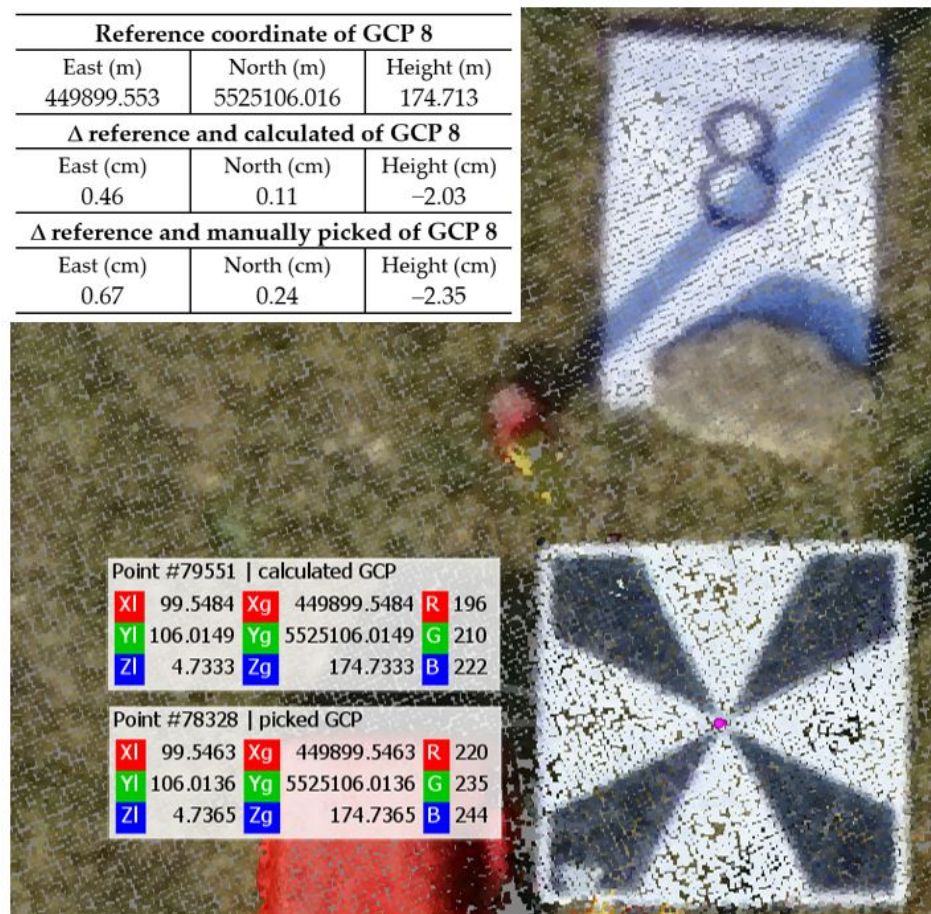 Reference coordinate of GCP 8
East (m) North (m) Height (m)
449899.553 5525106.016 174.713
Δ reference and calculated of GCP 8
East (cm) North (cm) Height (cm)
0.46 0.11 −2.03
Δ reference and manually picked of GCP 8
East (cm) North (cm) Height (cm)
0.67 0.24 −2.35
8
Point #79551 | calculated GCP
Xl 99.5484 Xg 449899.5484 R 196
Yl 106.0149 Yg 5525106.0149 G 210
Zl 4.7333 Zg 174.7333 B 222
Point #78328 | picked GCP
Xl 99.5463 Xg 449899.5463 R 220
Yl 106.0136 Yg 5525106.0136 G 235
Zl 4.7365 Zg 174.7365 B 244